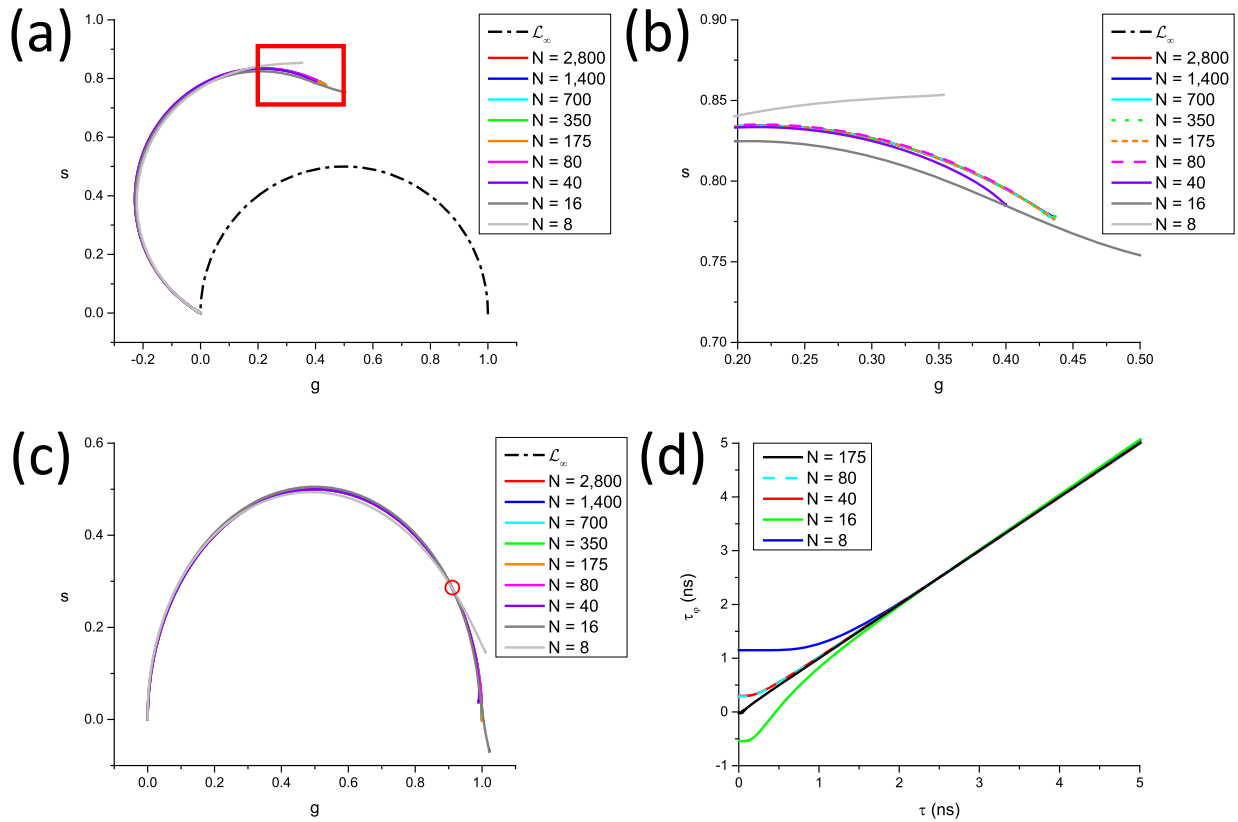 (a)
1.0
0.8
0.6
0.4
0.2
0.0
s
-0.2 0.0 0.2 0.4 0.6 0.8 1.0
g
ℒ∞
N = 2,800
N = 1,400
N = 700
N = 350
N = 175
N = 80
N = 40
N = 16
N = 8
(b)
0.90
0.85
0.80
0.75
0.70
s
0.20 0.25 0.30 0.35 0.40 0.45 0.50
g
ℒ∞
N = 2,800
N = 1,400
N = 700
N = 350
N = 175
N = 80
N = 40
N = 16
N = 8
(c)
0.6
0.4
0.2
0.0
s
0.0 0.2 0.4 0.6 0.8 1.0
g
ℒ∞
N = 2,800
N = 1,400
N = 700
N = 350
N = 175
N = 80
N = 40
N = 16
N = 8
(d)
5
4
3
2
1
0
-1
τφ (ns)
0 1 2 3 4 5
τ (ns)
N = 175
N = 80
N = 40
N = 16
N = 8